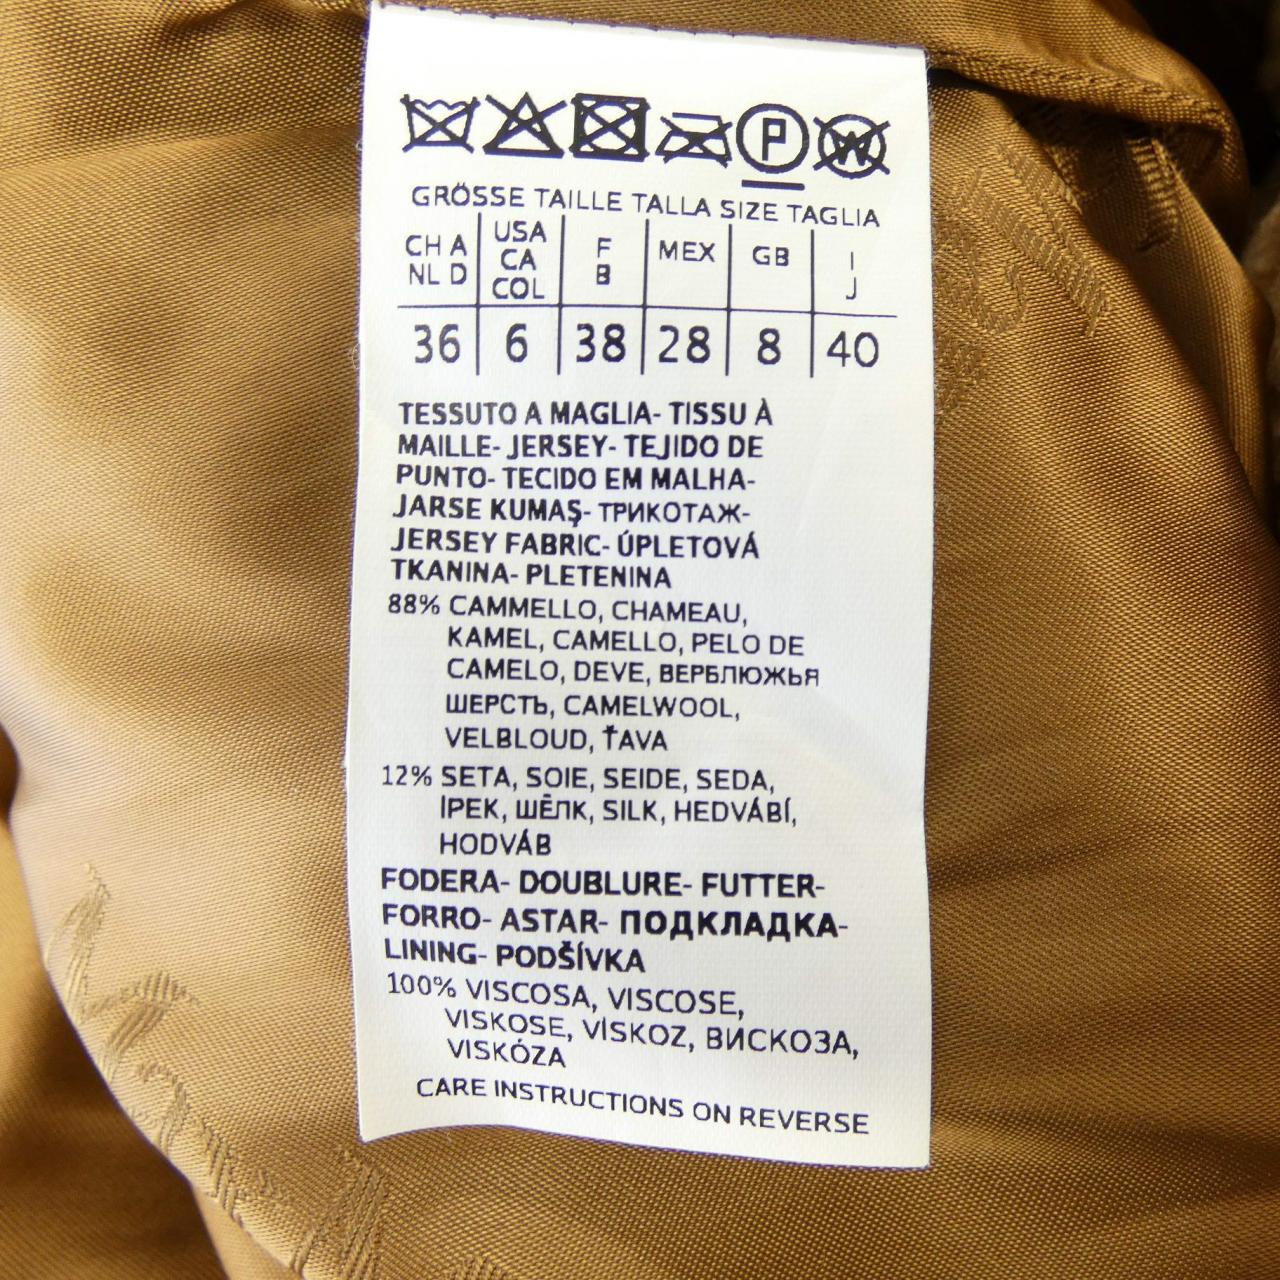 P W
GRÖSSE TAILLE TALLA SIZE TAGLIA
CH A NL D USA CA COL F B MEX GB I J
36 6 38 28 8 40
TESSUTO A MAGLIA- TISSU À
MAILLE- JERSEY- TEJIDO DE
PUNTO- TECIDO EM MALHA-
JARSE KUMAŞ- ТРИКОТАЖ-
JERSEY FABRIC- ÚPLETOVÁ
TKANINA- PLETENINA
88% CAMMELLO, CHAMEAU,
KAMEL, CAMELLO, PELO DE
CAMELO, DEVE, ВЕРБЛЮЖЬЯ
ШЕРСТЬ, CAMELWOOL,
VELBLOUD, ŤAVA
12% SETA, SOIE, SEIDE, SEDA,
İPEK, ШЁЛК, SILK, HEDVÁBÍ,
HODVÁB
FODERA- DOUBLURE- FUTTER-
FORRO- ASTAR- ПОДКЛАДКА-
LINING- PODŠÍVKA
100% VISCOSA, VISCOSE,
VISKOSE, VİSKOZ, ВИСКОЗА,
VISKÓZA
CARE INSTRUCTIONS ON REVERSE